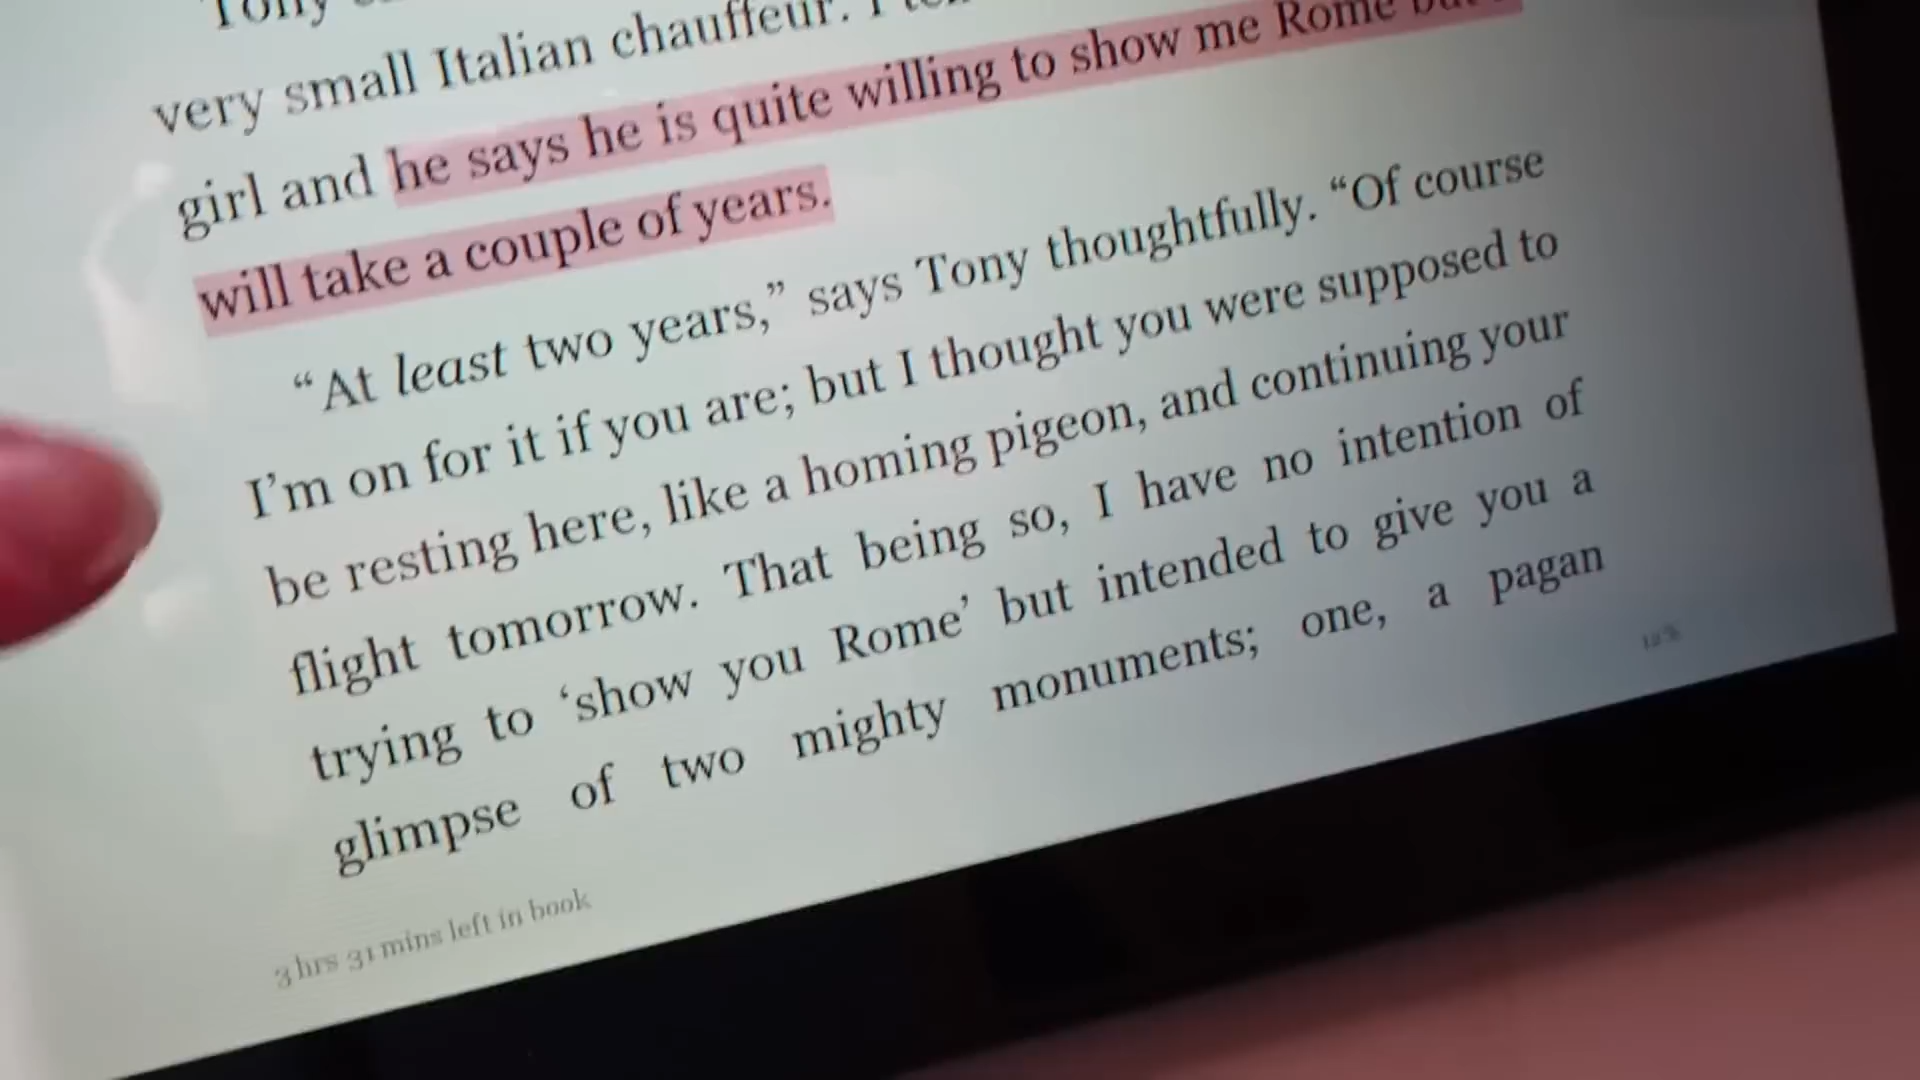 Tony
very small Italian chauffeur. I
girl and he says he is quite willing to show me Rome but
will take a couple of years.
“At least two years,” says Tony thoughtfully. “Of course
I’m on for it if you are; but I thought you were supposed to
be resting here, like a homing pigeon, and continuing your
flight tomorrow. That being so, I have no intention of
trying to ‘show you Rome’ but intended to give you a
glimpse of two mighty monuments; one, a pagan
3 hrs 31 mins left in book
12%